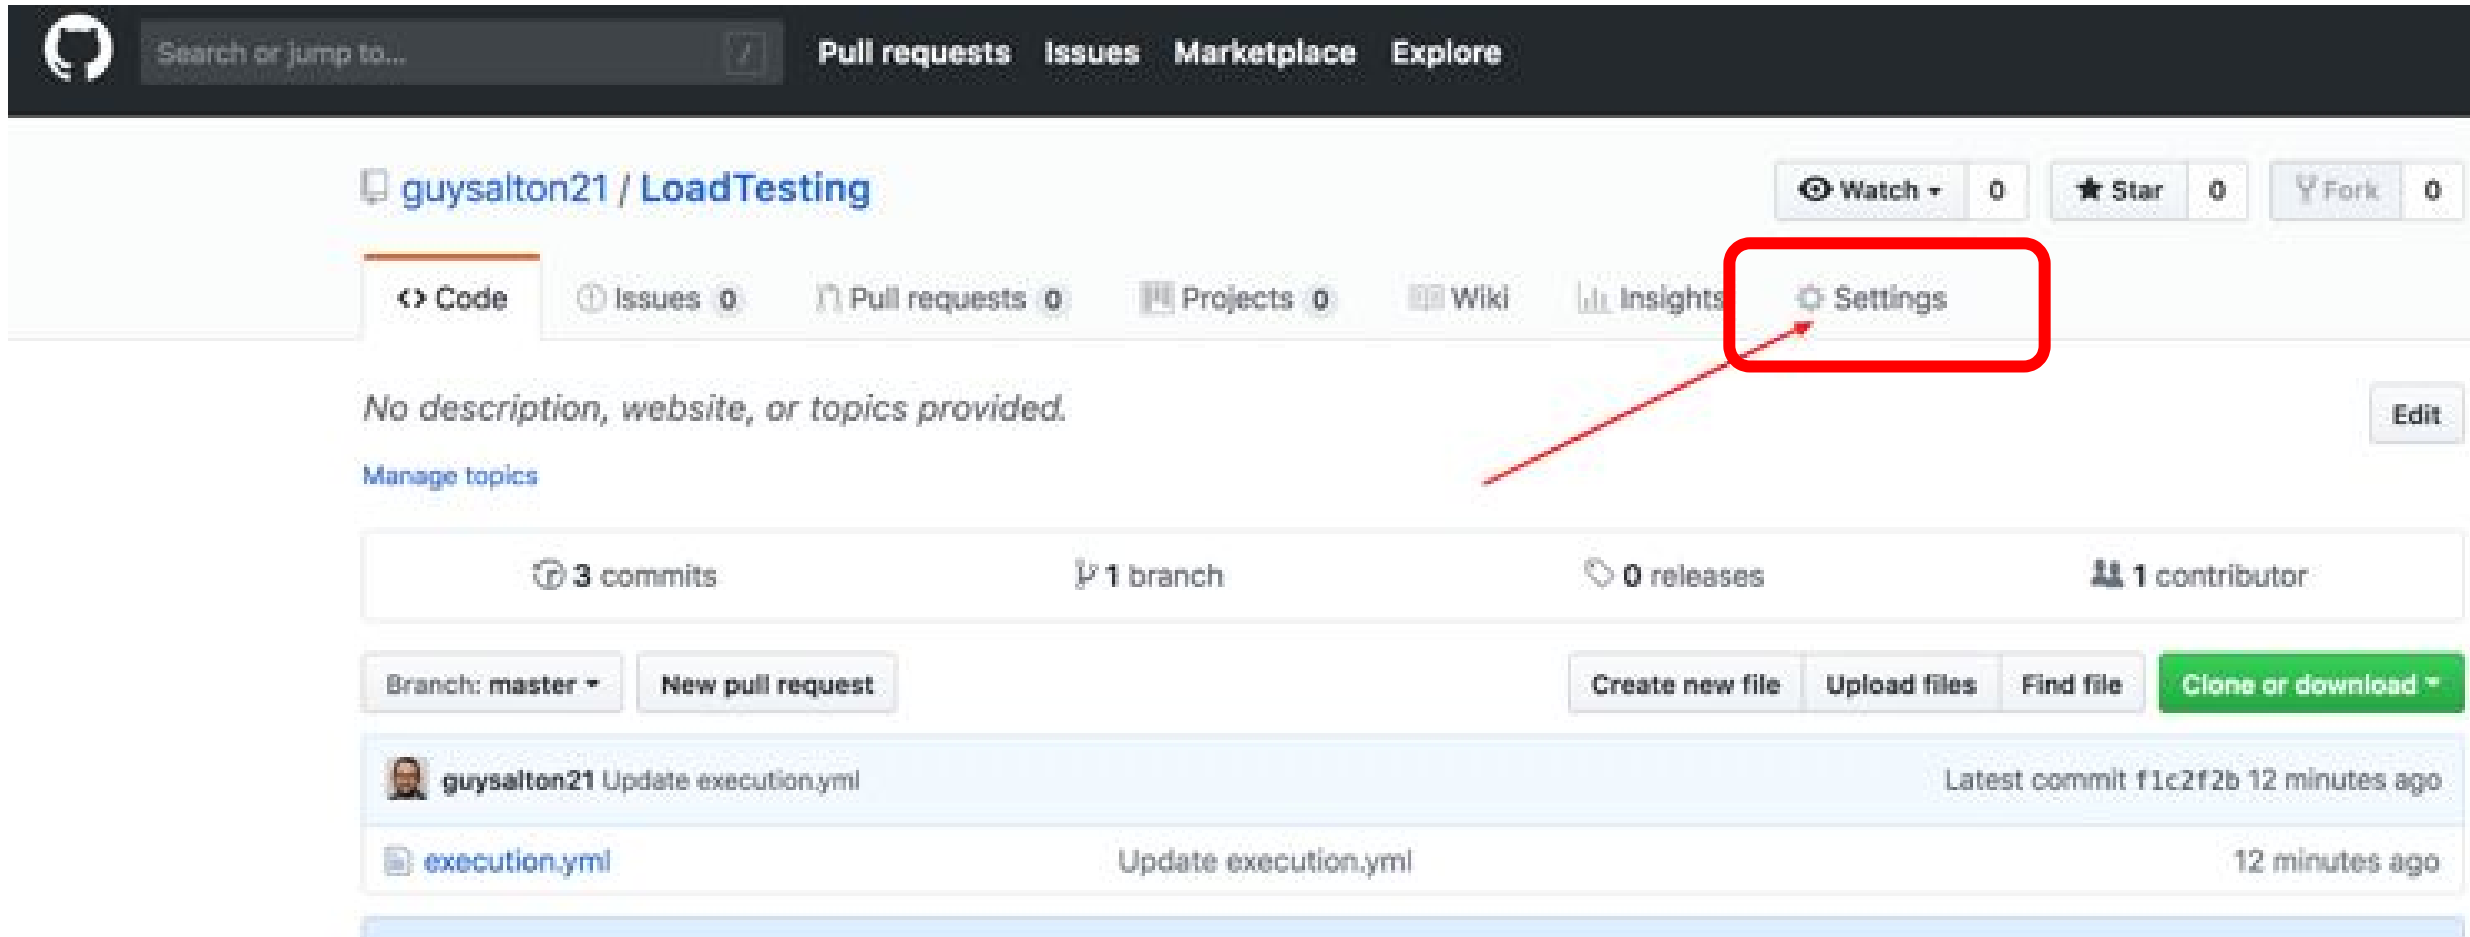 Search or jump to... / Pull requests Issues Marketplace Explore
guysalton21 / LoadTesting Watch 0 Star 0 Fork 0
<> Code Issues 0 Pull requests 0 Projects 0 Wiki Insights Settings
No description, website, or topics provided. Edit
Manage topics
3 commits 1 branch 0 releases 1 contributor
Branch: master New pull request Create new file Upload files Find file Clone or download
guysalton21 Update execution.yml Latest commit f1c2f2b 12 minutes ago
execution.yml Update execution.yml 12 minutes ago